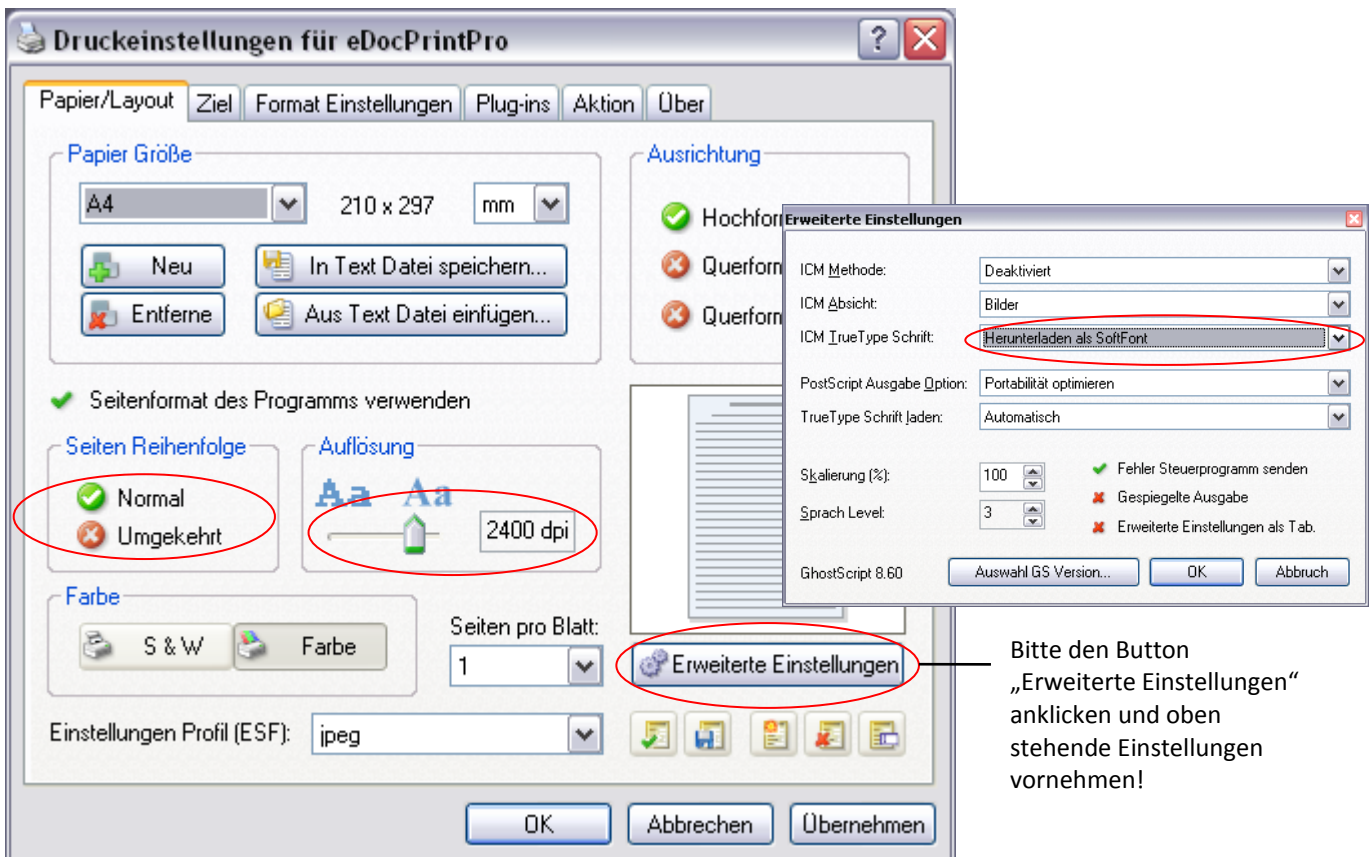 Druckeinstellungen für eDocPrintPro
Papier/Layout Ziel Format Einstellungen Plug-ins Aktion Über
Papier Größe
A4 210 x 297 mm
Neu In Text Datei speichern...
Entferne Aus Text Datei einfügen...
Ausrichtung
Hochform
Querform
Querform
Seitenformat des Programms verwenden
Seiten Reihenfolge
Normal
Umgekehrt
Auflösung
Aa Aa
2400 dpi
Farbe
S & W Farbe
Seiten pro Blatt:
1
Erweiterte Einstellungen
Einstellungen Profil (ESF): jpeg
OK Abbrechen Übernehmen
Erweiterte Einstellungen
ICM Methode: Deaktiviert
ICM Absicht: Bilder
ICM TrueType Schrift: Herunterladen als SoftFont
PostScript Ausgabe Option: Portabilität optimieren
TrueType Schrift laden: Automatisch
Skalierung (%): 100
Sprach Level: 3
Fehler Steuerprogramm senden
Gespiegelte Ausgabe
Erweiterte Einstellungen als Tab.
GhostScript 8.60 Auswahl GS Version... OK Abbruch
Bitte den Button
„Erweiterte Einstellungen“
anklicken und oben
stehende Einstellungen
vornehmen!